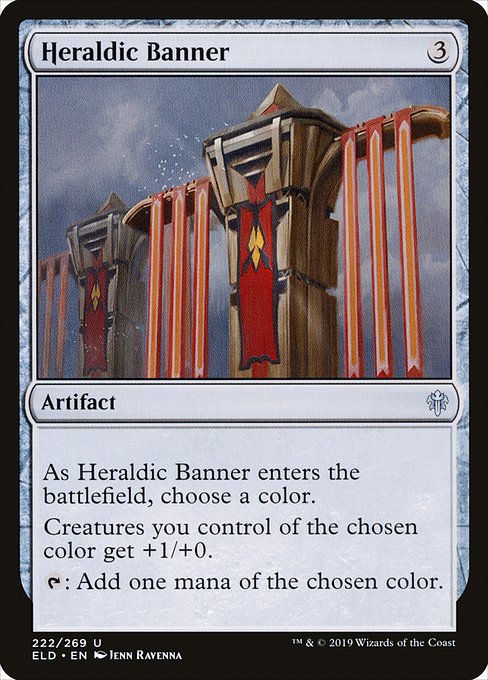 Heraldic Banner 3
Artifact
As Heraldic Banner enters the
battlefield, choose a color.
Creatures you control of the chosen
color get +1/+0.
: Add one mana of the chosen color.
222/269 U
ELD • EN Jenn Ravenna
™ & © 2019 Wizards of the Coast